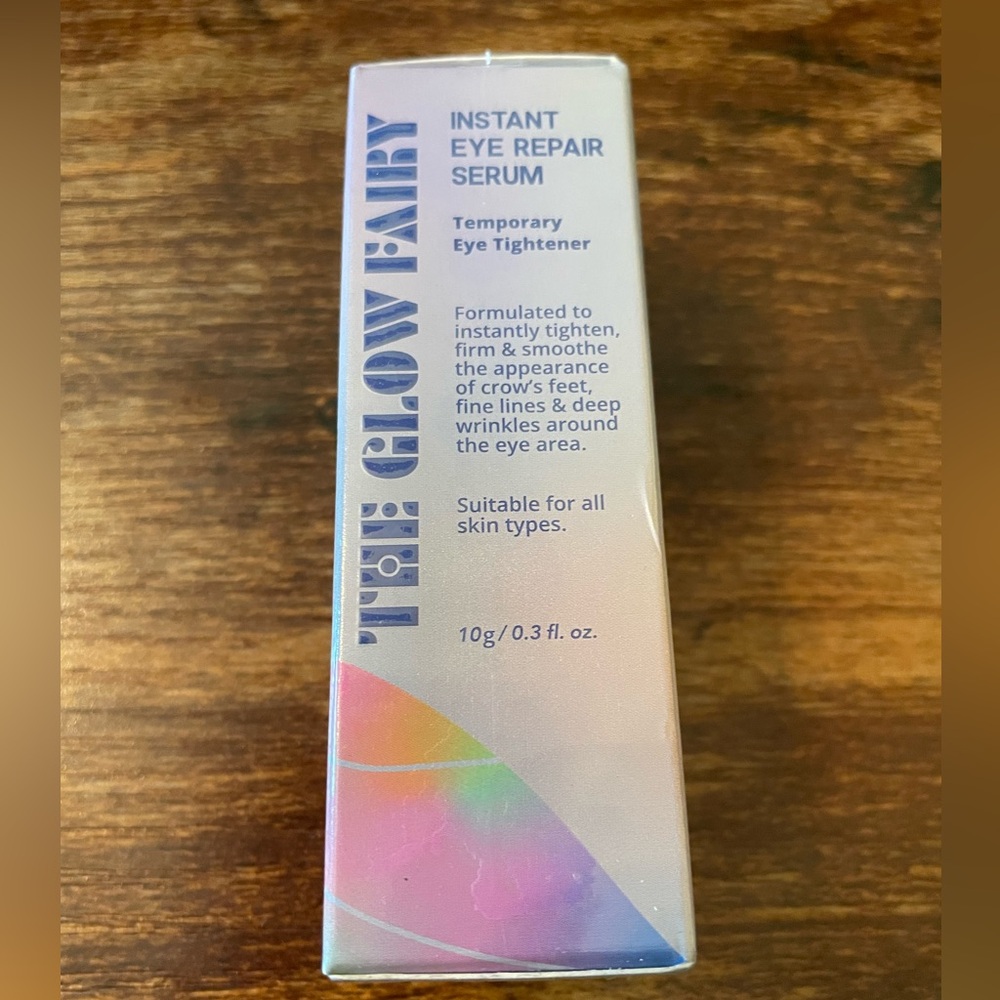 THE GLOW FAIRY
INSTANT
EYE REPAIR
SERUM
Temporary
Eye Tightener
Formulated to
instantly tighten,
firm & smoothe
the appearance
of crow's feet,
fine lines & deep
wrinkles around
the eye area.
Suitable for all
skin types.
10g/ 0.3 fl. oz.